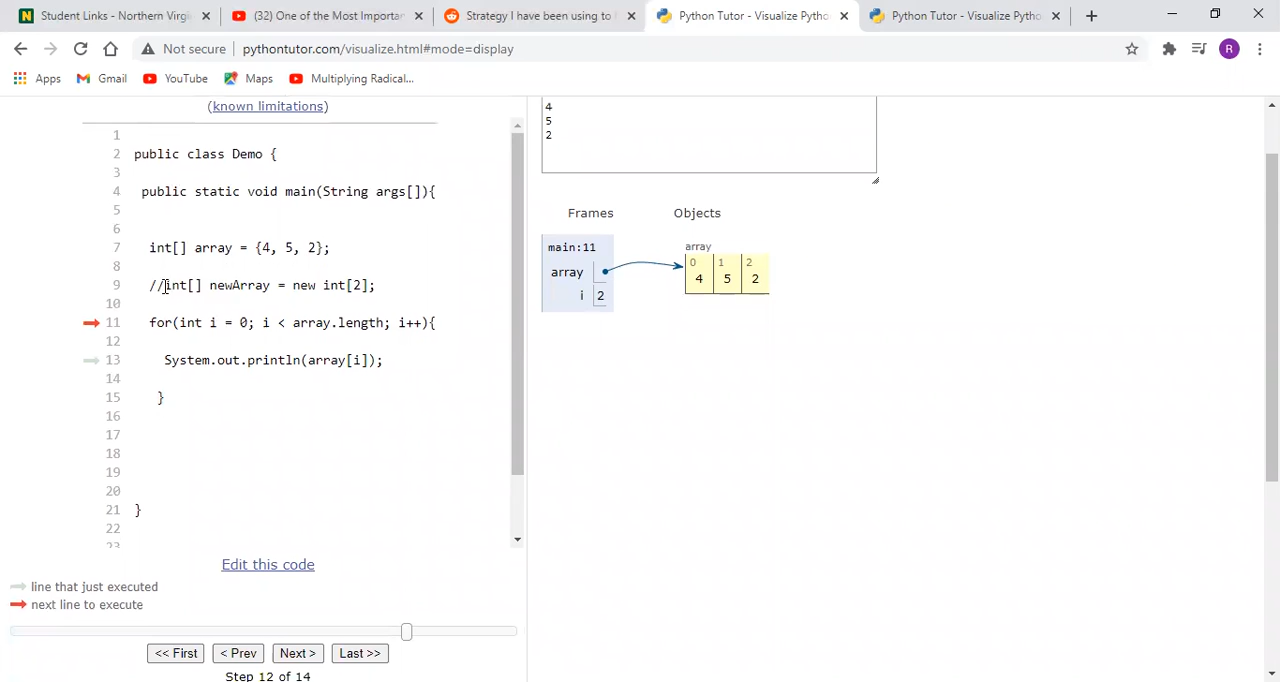 Student Links - Northern Virgi
(32) One of the Most Importer
Strategy I have been using to
Python Tutor - Visualize Pytho
Python Tutor - Visualize Pytho
Not secure | pythontutor.com/visualize.html#mode=display
R
Apps Gmail YouTube Maps Multiplying Radical...
(known limitations)
1
2 public class Demo {
3
4 public static void main(String args[]){
5
6
7 int[] array = {4, 5, 2};
8
9 //int[] newArray = new int[2];
10
11 for(int i = 0; i < array.length; i++){
12
13 System.out.println(array[i]);
14
15 }
16
17
18
19
20
21 }
22
23
Edit this code
line that just executed
next line to execute
<< First < Prev Next > Last >>
Step 12 of 14
4
5
2
Frames Objects
main:11
array
i 2
array
0 1 2
4 5 2